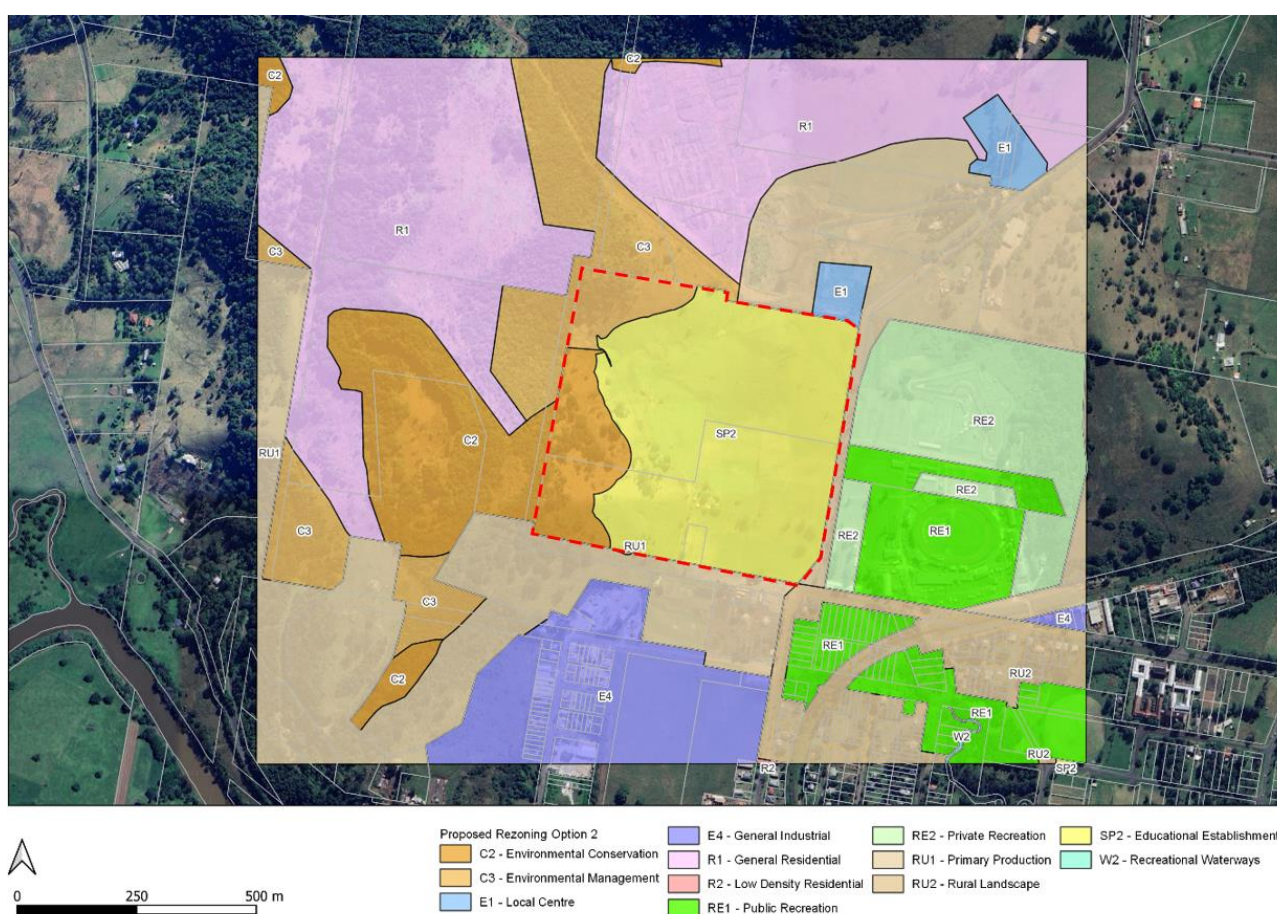 C2
C2
R1
E1
R1
C3
C3
E1
RE2
SP2
C2
RU1
RE2
C3
RU1
RE2
RE1
C3
E4
RE1
RU2
C2
E4
RE1
W2
RU2
R2
SP2
Proposed Rezoning Option 2
C2 - Environmental Conservation
C3 - Environmental Management
E1 - Local Centre
E4 - General Industrial
R1 - General Residential
R2 - Low Density Residential
RE1 - Public Recreation
RE2 - Private Recreation
RU1 - Primary Production
RU2 - Rural Landscape
SP2 - Educational Establishment
W2 - Recreational Waterways
0 250 500 m